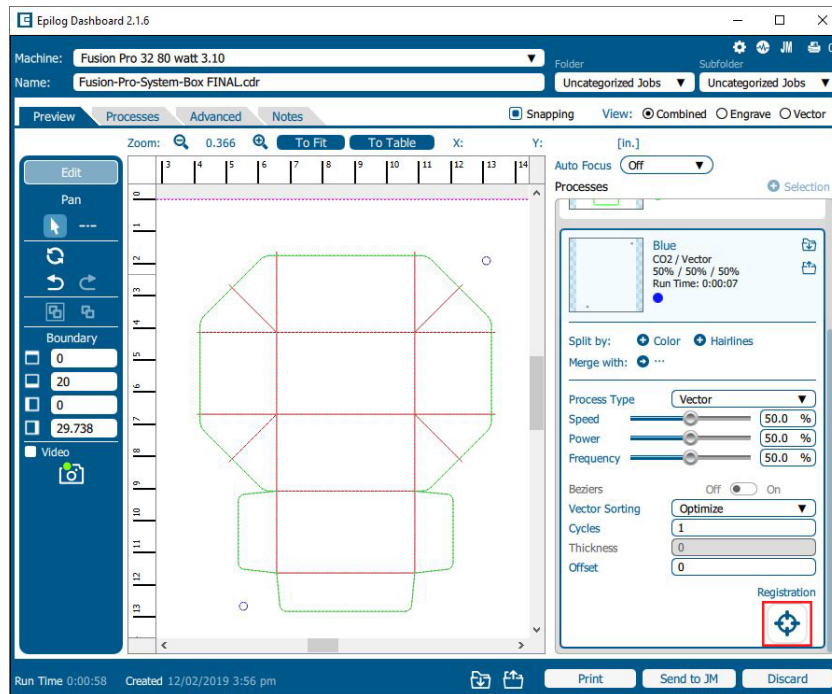 Epilog Dashboard 2.1.6
Machine: Fusion Pro 32 80 watt 3.10
JM
Folder Subfolder
Name: Fusion-Pro-System-Box FINAL.cdr Uncategorized Jobs Uncategorized Jobs
Preview Processes Advanced Notes Snapping View: Combined Engrave Vector
Zoom: 0.366 To Fit To Table X: Y: [in.]
Edit
Pan
Boundary
0
20
0
29.738
Video
3 4 5 6 7 8 9 10 11 12 13 14
0
1
2
3
4
5
6
7
8
9
10
11
12
13
Auto Focus Off
Processes Selection
Blue
CO2 / Vector
50% / 50% / 50%
Run Time: 0:00:07
Split by: Color Hairlines
Merge with: ...
Process Type Vector
Speed 50.0 %
Power 50.0 %
Frequency 50.0 %
Beziers Off On
Vector Sorting Optimize
Cycles 1
Thickness 0
Offset 0
Registration
Run Time 0:00:58 Created 12/02/2019 3:56 pm Print Send to JM Discard